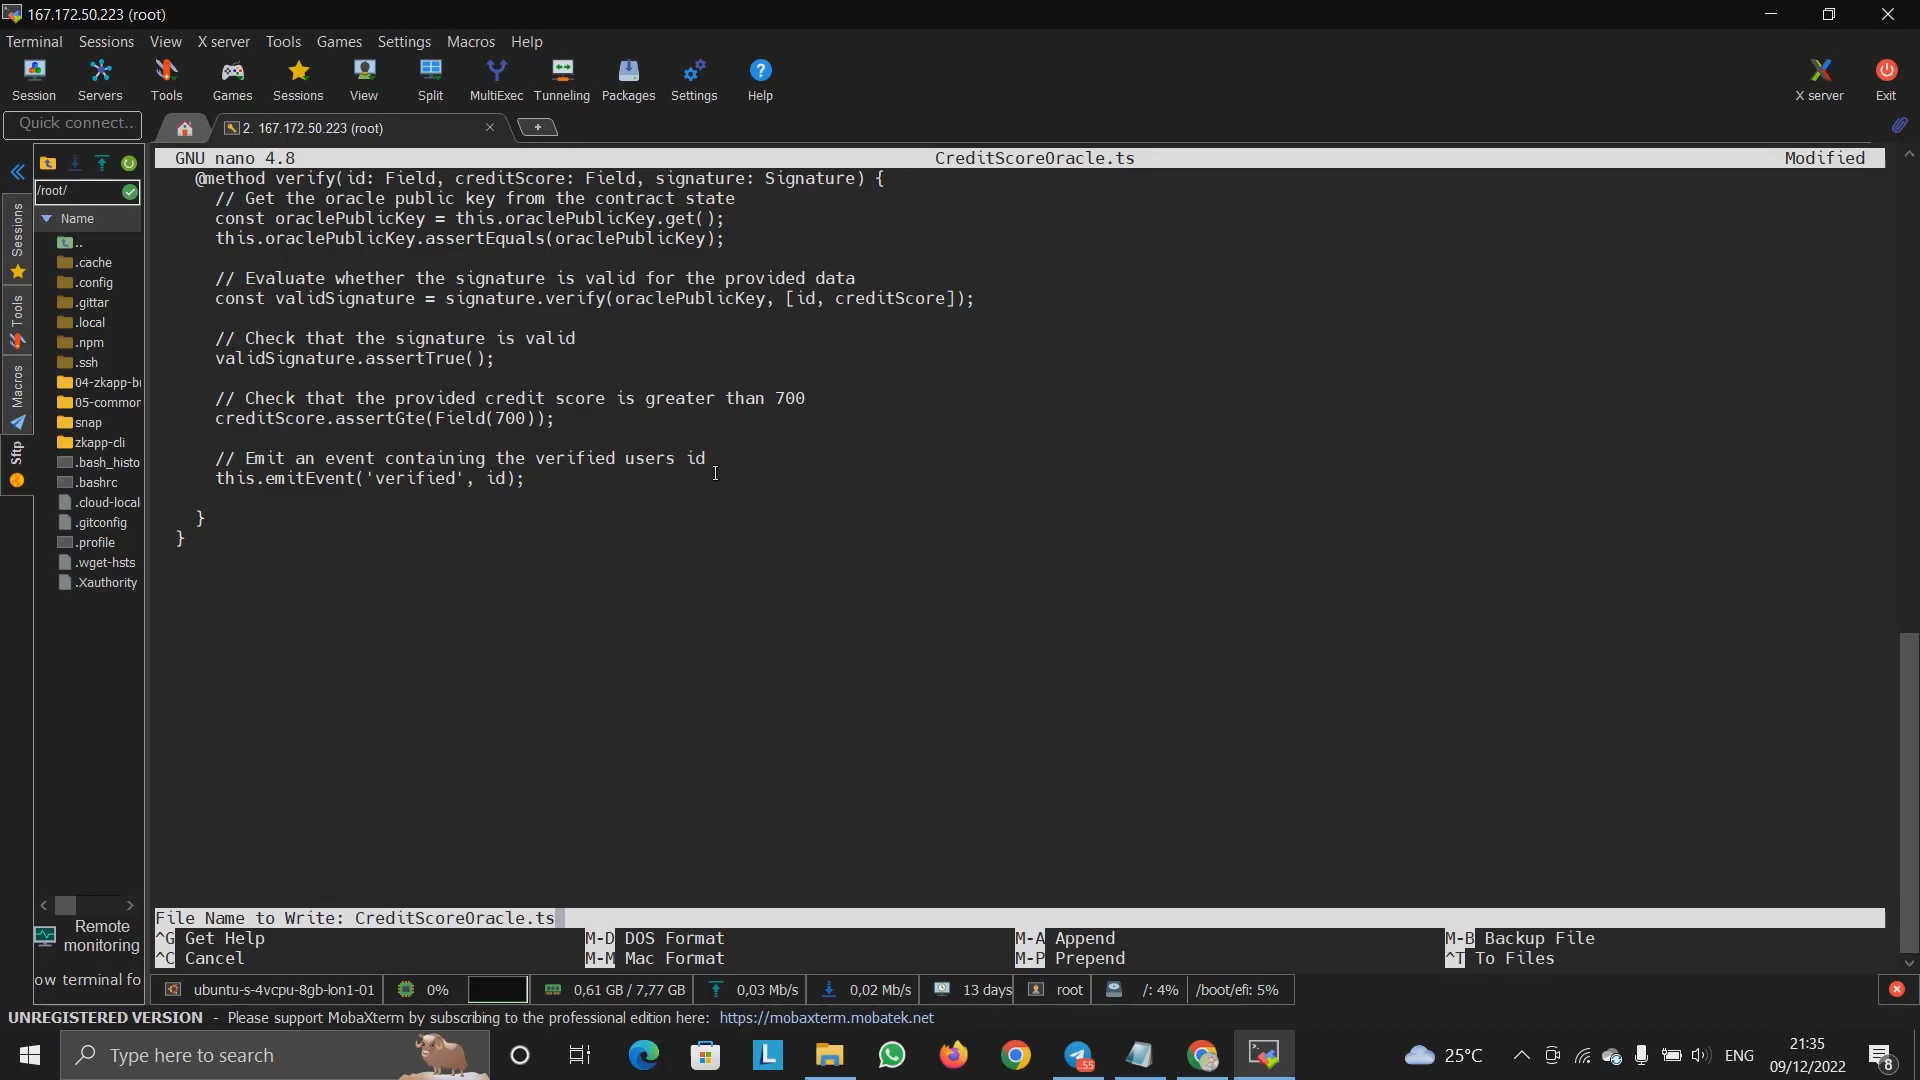 167.172.50.223 (root)
Terminal Sessions View X server Tools Games Settings Macros Help
Session Servers Tools Games Sessions View Split MultiExec Tunneling Packages Settings Help X server Exit
Quick connect...
2. 167.172.50.223 (root)
/root/
Name
..
.cache
.config
.gittar
.local
.npm
.ssh
04-zkapp-br
05-commor
snap
zkapp-cli
.bash_histo
.bashrc
.cloud-local
.gitconfig
.profile
.wget-hsts
.Xauthority
Sessions
Tools
Macros
Sftp
Remote monitoring
ow terminal fo
GNU nano 4.8 CreditScoreOracle.ts Modified
@method verify(id: Field, creditScore: Field, signature: Signature) {
// Get the oracle public key from the contract state
const oraclePublicKey = this.oraclePublicKey.get();
this.oraclePublicKey.assertEquals(oraclePublicKey);
// Evaluate whether the signature is valid for the provided data
const validSignature = signature.verify(oraclePublicKey, [id, creditScore]);
// Check that the signature is valid
validSignature.assertTrue();
// Check that the provided credit score is greater than 700
creditScore.assertGte(Field(700));
// Emit an event containing the verified users id
this.emitEvent('verified', id);
}
}
File Name to Write: CreditScoreOracle.ts
^G Get Help M-D DOS Format M-A Append M-B Backup File
^C Cancel M-M Mac Format M-P Prepend ^T To Files
ubuntu-s-4vcpu-8gb-lon1-01 0% 0,61 GB / 7,77 GB 0,03 Mb/s 0,02 Mb/s 13 days root /: 4% /boot/efi: 5%
UNREGISTERED VERSION - Please support MobaXterm by subscribing to the professional edition here: https://mobaxterm.mobatek.net
Type here to search
55
25°C
ENG
21:35
09/12/2022
8